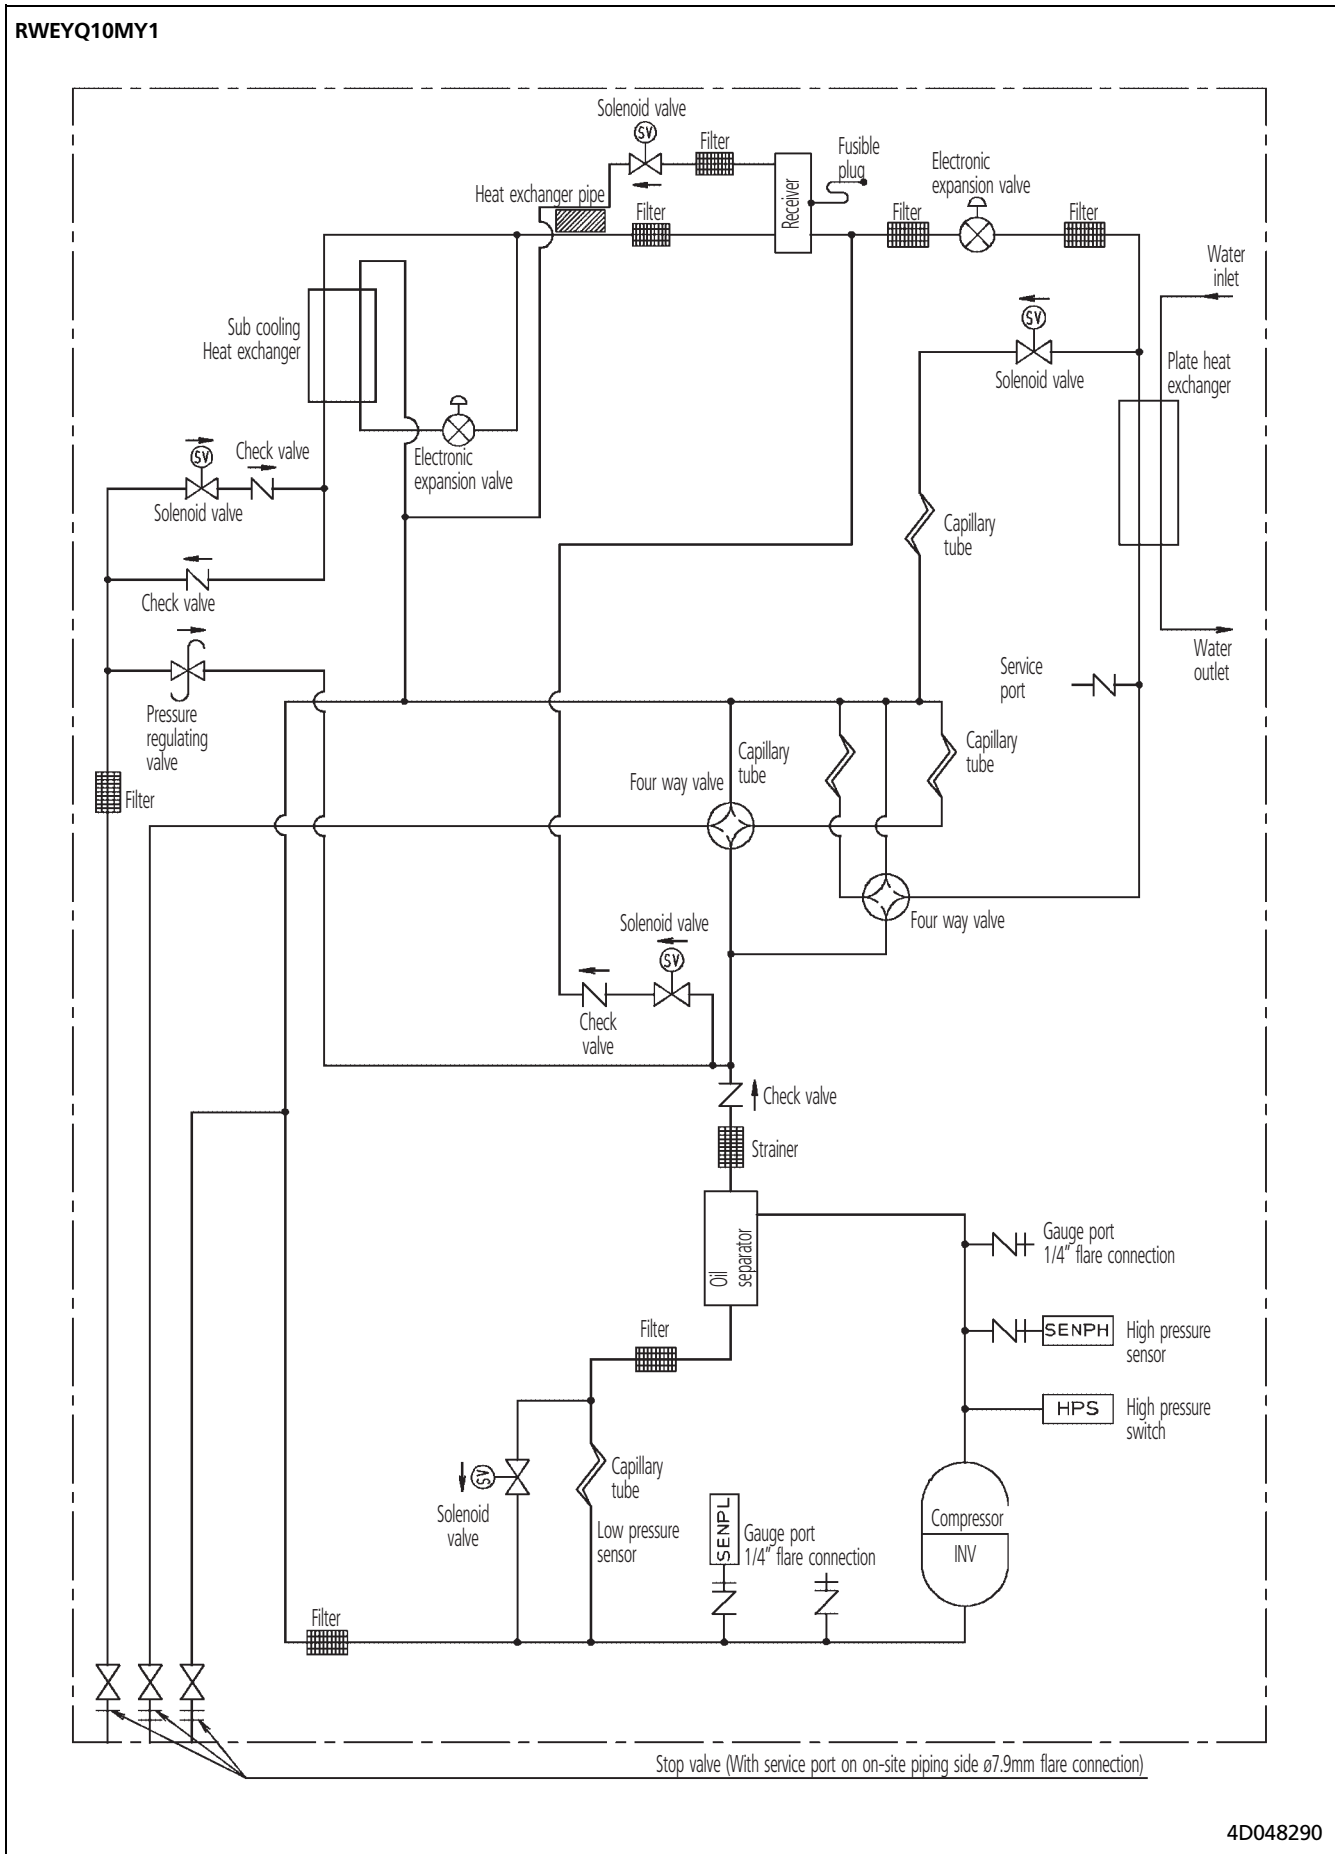 RWEYQ10MY1
Solenoid valve
SV
Filter
Fusible
plug
Electronic
expansion valve
Heat exchanger pipe
Filter
Receiver
Filter
Filter
Water
inlet
Sub cooling
Heat exchanger
SV
Solenoid valve
Plate heat
exchanger
SV
Check valve
Electronic
expansion valve
Solenoid valve
Capillary
tube
Check valve
Water
outlet
Service
port
Pressure
regulating
valve
Capillary
tube
Capillary
tube
Four way valve
Filter
Solenoid valve
SV
Four way valve
Check
valve
Check valve
Strainer
Oil
separator
Gauge port
1/4" flare connection
Filter
SENPH
High pressure
sensor
HPS
High pressure
switch
SV
Capillary
tube
Solenoid
valve
Low pressure
sensor
SENPL
Gauge port
1/4" flare connection
Compressor
INV
Filter
Stop valve (With service port on on-site piping side ø7.9mm flare connection)
4D048290